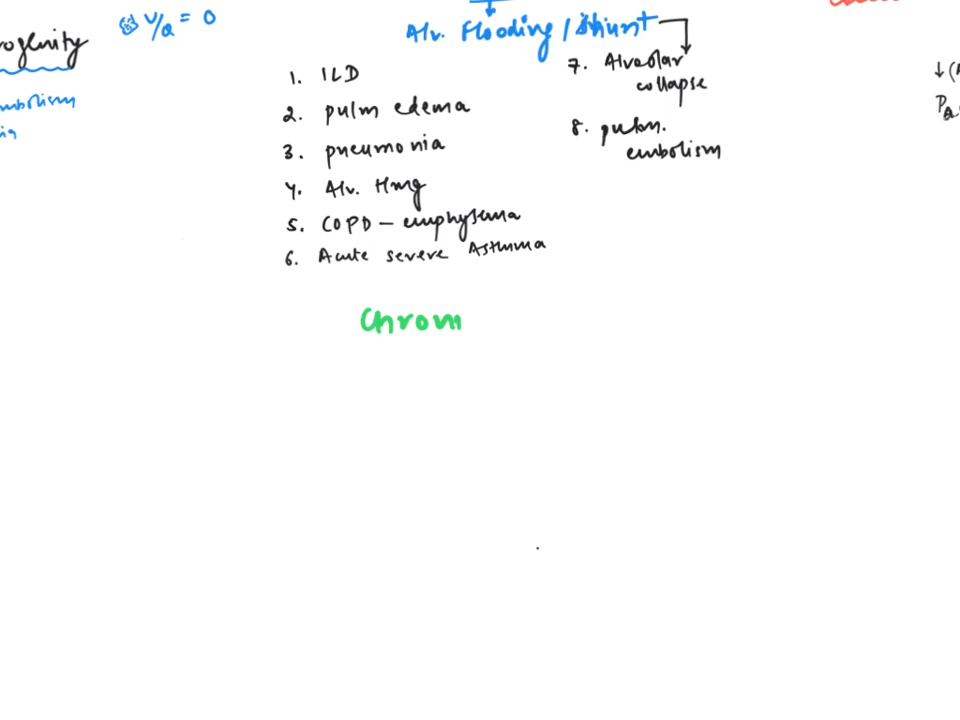 V/Q = 0
Alv. Flooding / Shunt
1. ILD
2. pulm edema
3. pneumonia
4. Alv. Hmg
5. COPD – emphysema
6. Acute severe Asthma
7. Alveolar
collapse
8. pulm.
embolism
Chrom